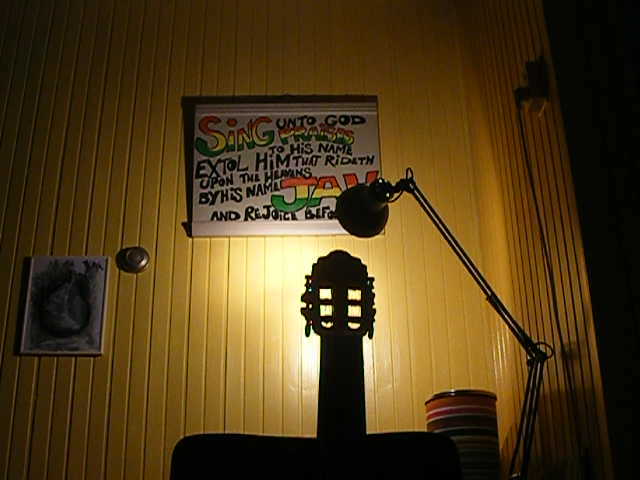 SING UNTO GOD
PRAISES
TO HIS NAME
EXTOL HIM THAT RIDETH
UPON THE HEAVENS
BY HIS NAME JAH
AND REJOICE BEFO